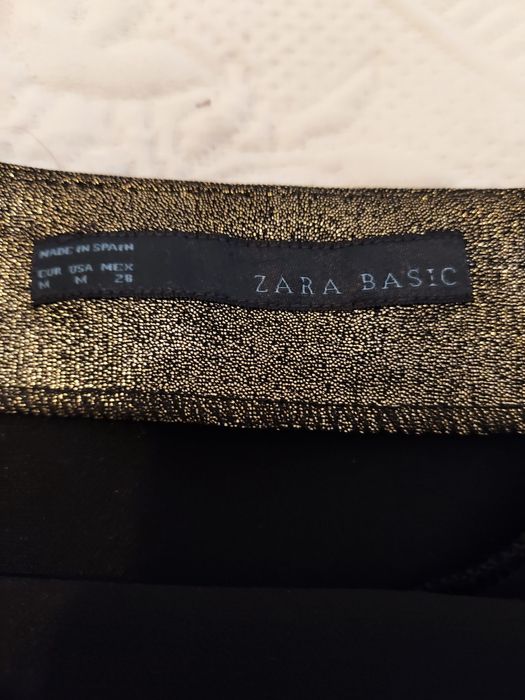 MADE IN SPAIN
EUR USA MEX
M M 28
ZARA BASIC